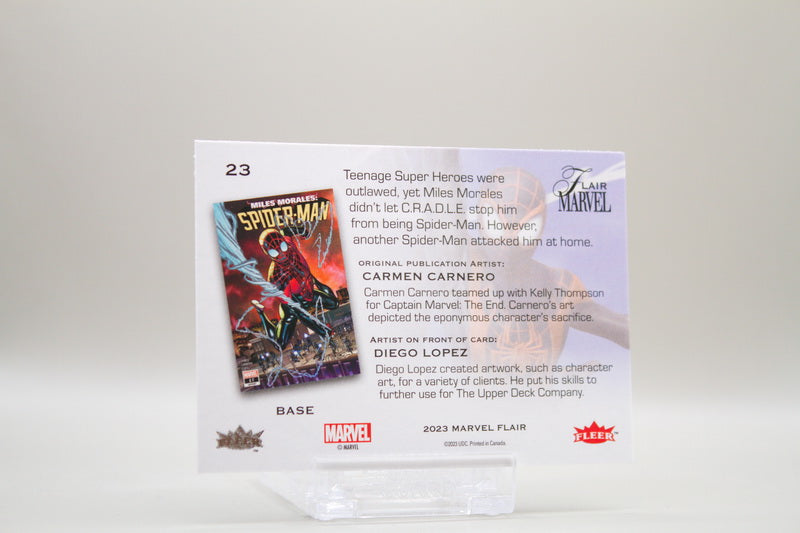 23
Teenage Super Heroes were
outlawed, yet Miles Morales
didn't let C.R.A.D.L.E. stop him
from being Spider-Man. However,
another Spider-Man attacked him at home.
FLAIR
MARVEL
MILES MORALES:
SPIDER-MAN
ORIGINAL PUBLICATION ARTIST:
CARMEN CARNERO
Carmen Carnero teamed up with Kelly Thompson
for Captain Marvel: The End. Carnero's art
depicted the eponymous character's sacrifice.
ARTIST ON FRONT OF CARD:
DIEGO LOPEZ
Diego Lopez created artwork, such as character
art, for a variety of clients. He put his skills to
further use for The Upper Deck Company.
BASE
FLEER
TM
MARVEL
© MARVEL
2023 MARVEL FLAIR
©2023 UDC. Printed in Canada.
FLEER
TM